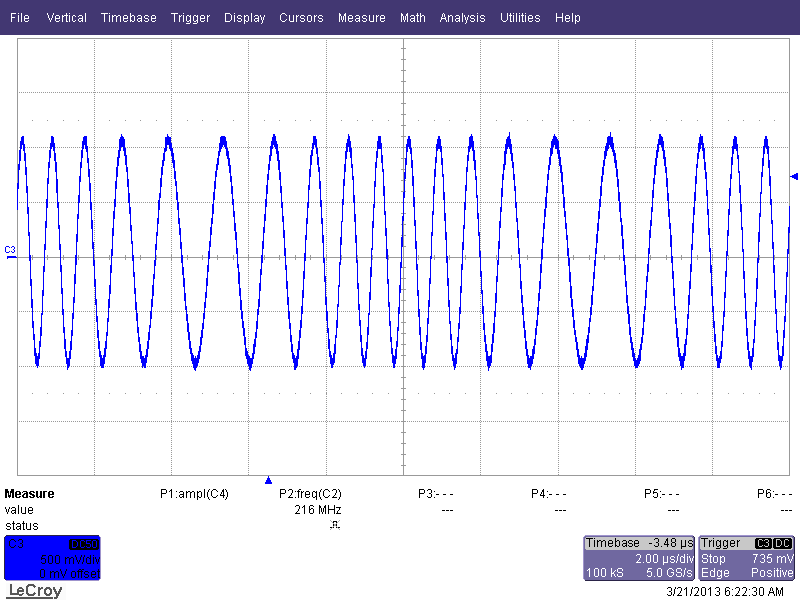 File Vertical Timebase Trigger Display Cursors Measure Math Analysis Utilities Help
C3
Measure P1:ampl(C4) P2:freq(C2) P3:- - - P4:- - - P5:- - - P6:- - -
value 216 MHz --- --- --- ---
status
C3
500 mV/div
0 mV offset
Timebase -3.48 µs
2.00 µs/div
100 kS 5.0 GS/s
Trigger C3 DC
Stop 735 mV
Edge Positive
LeCroy
3/21/2013 6:22:30 AM